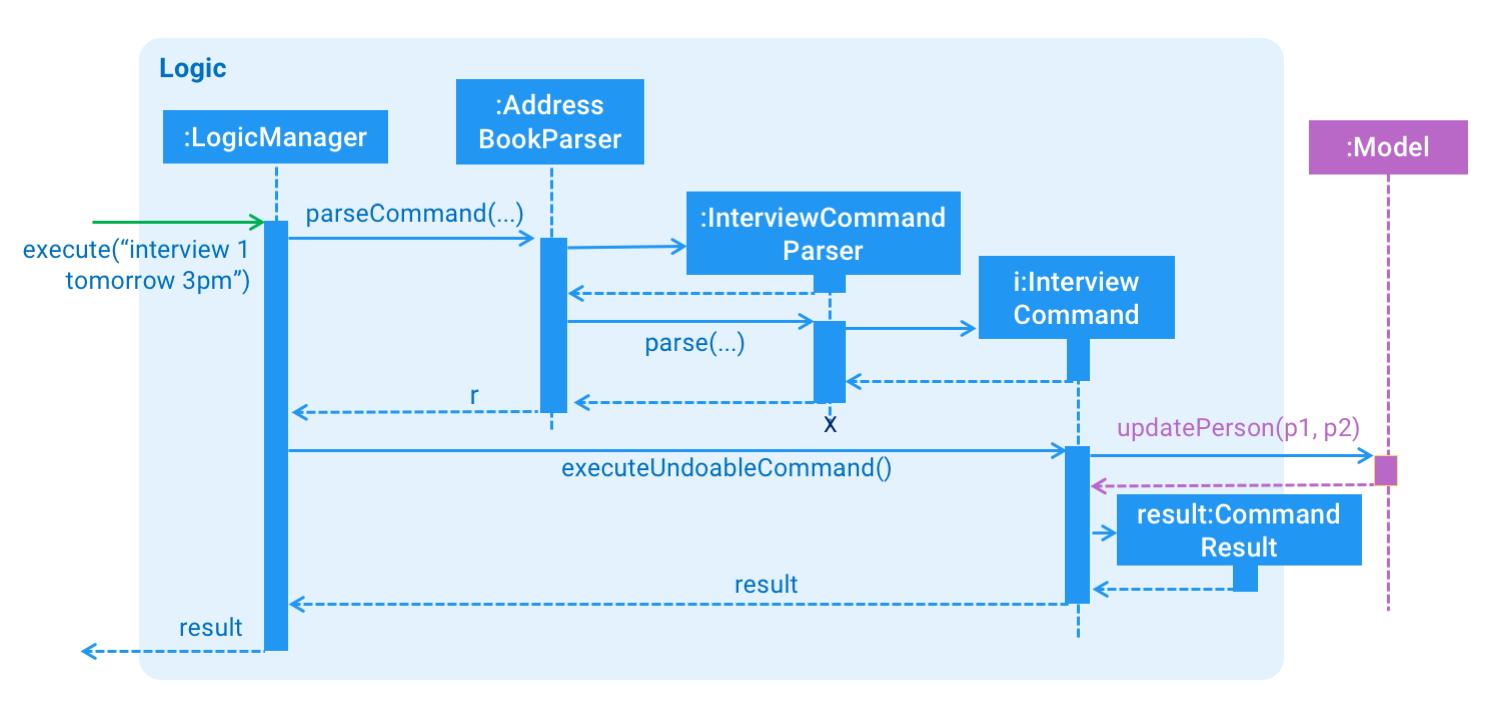 Logic
:LogicManager
:Address
BookParser
:InterviewCommand
Parser
i:Interview
Command
:Model
execute(“interview 1
tomorrow 3pm”)
parseCommand(...)
parse(...)
r
X
updatePerson(p1, p2)
executeUndoableCommand()
result:Command
Result
result
result